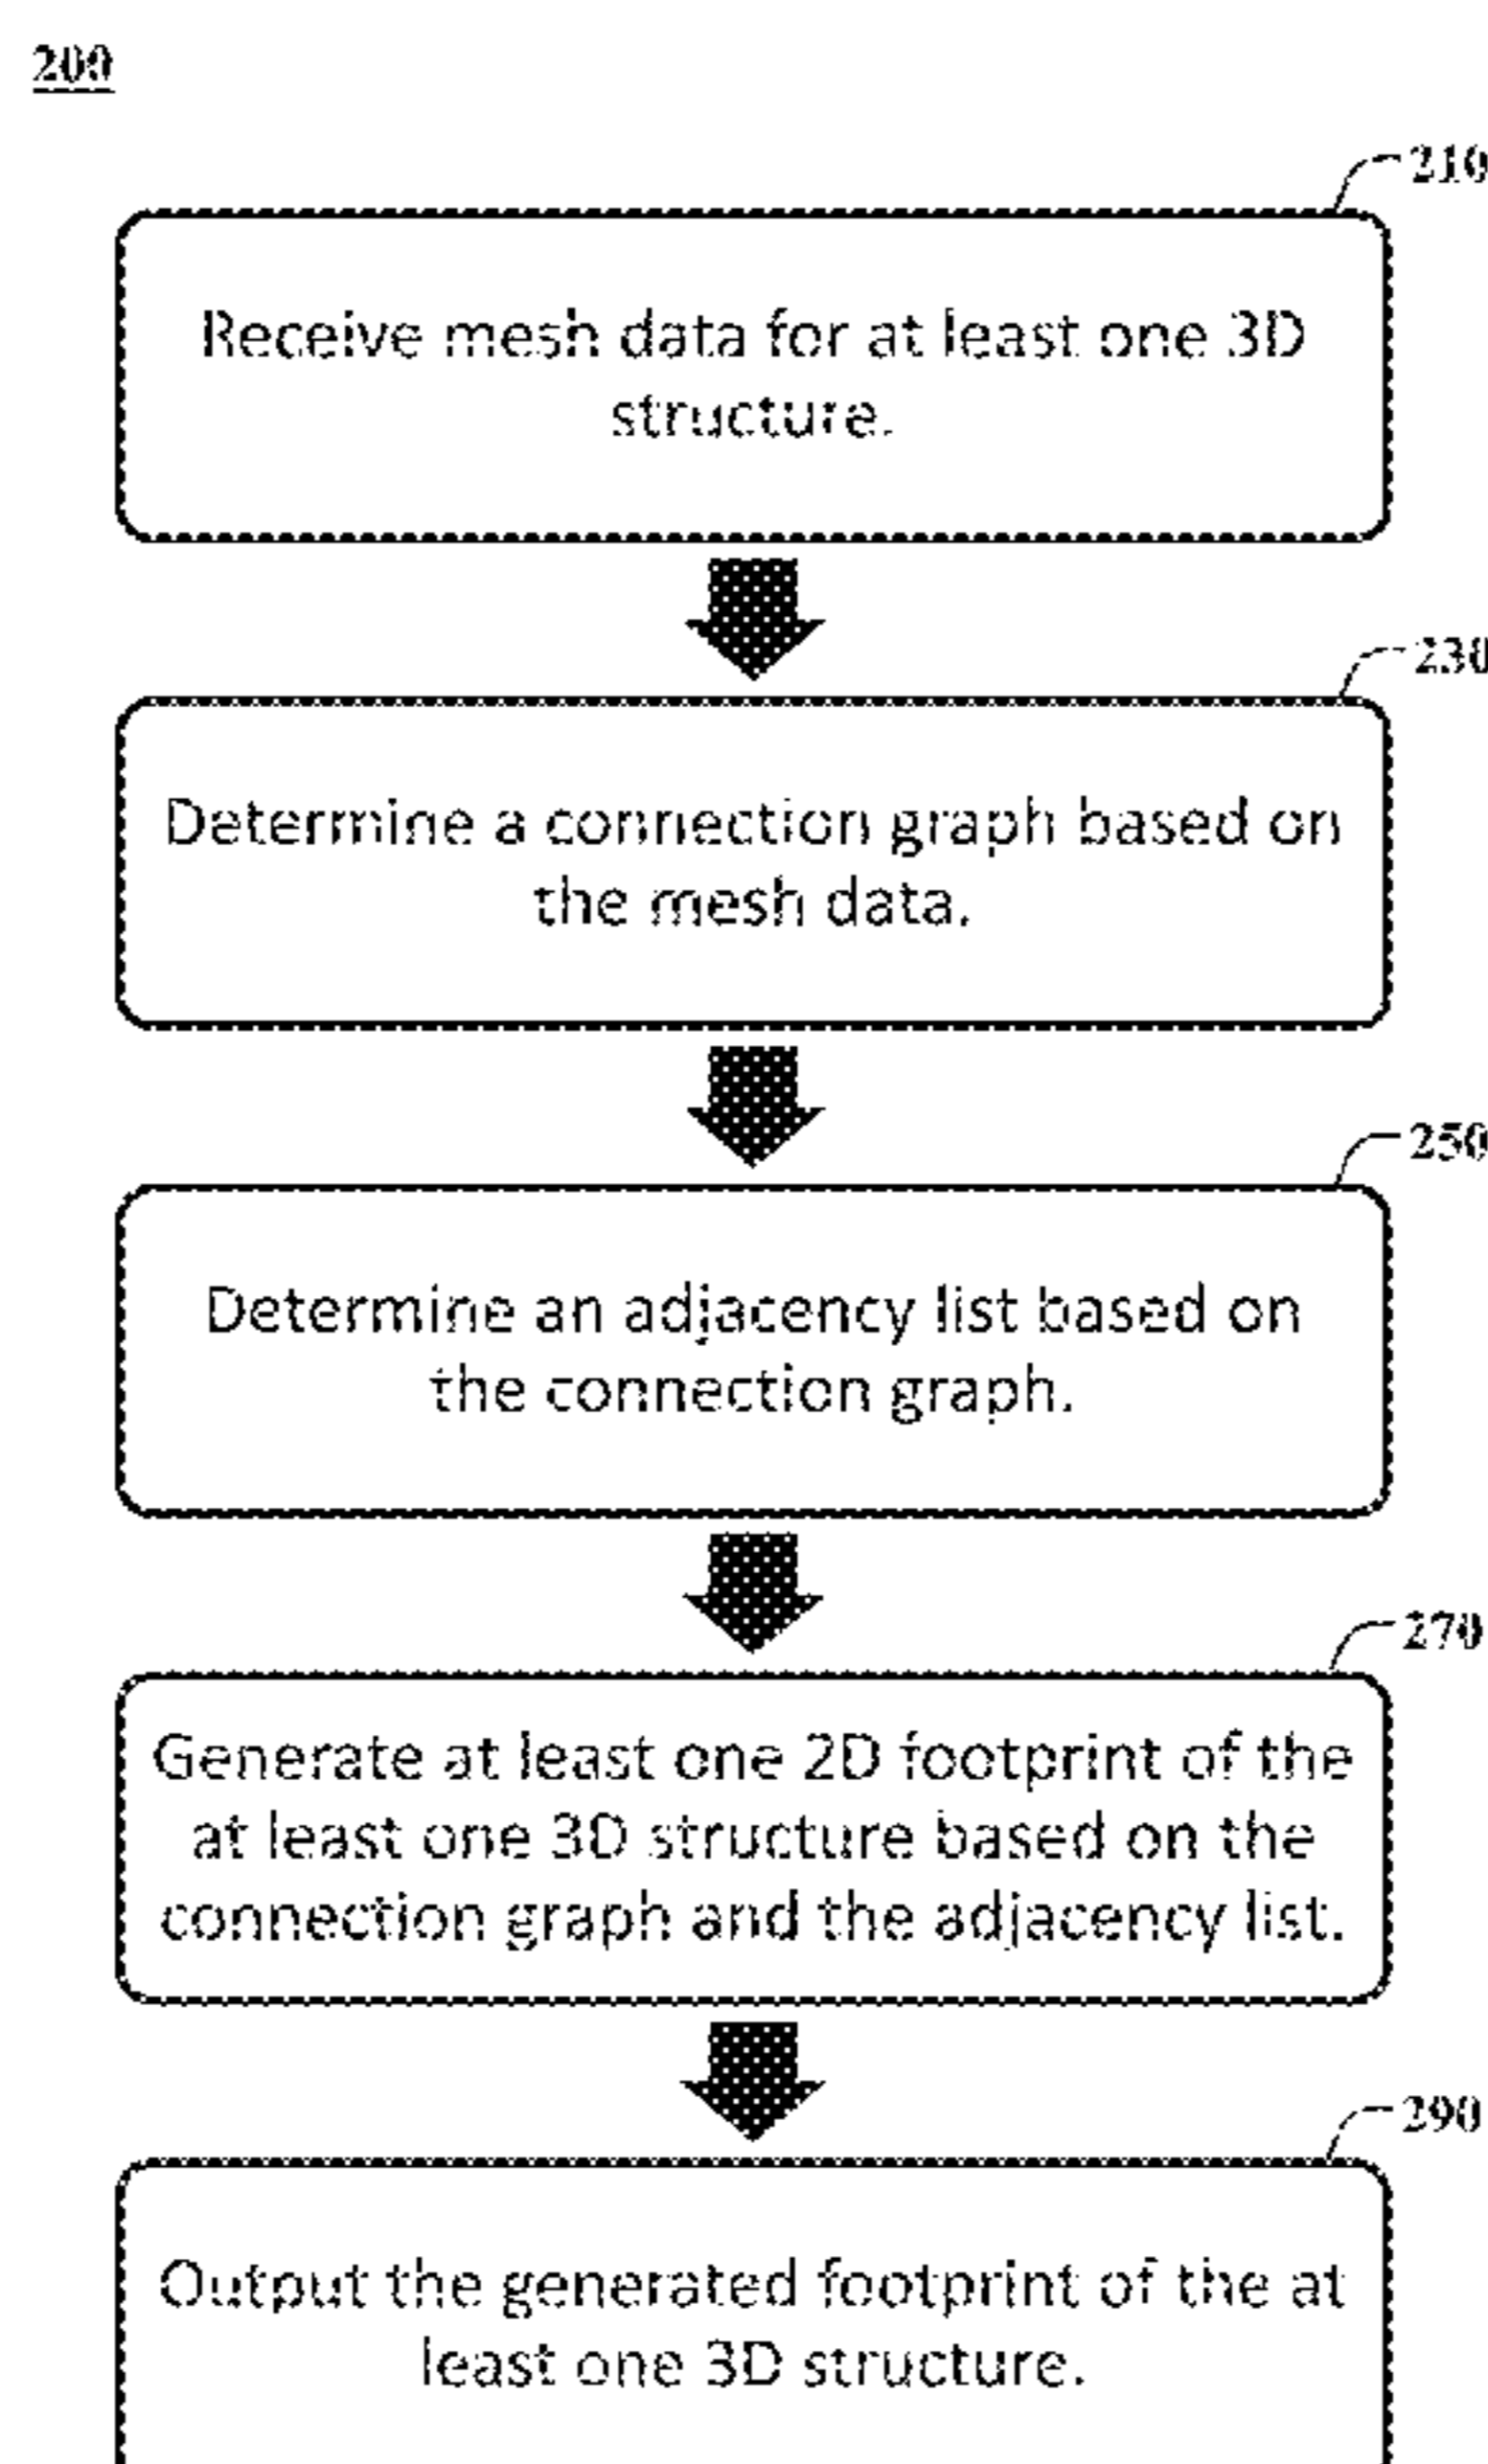 200
210
Receive mesh data for at least one 3D
structure.
230
Determine a connection graph based on
the mesh data.
250
Determine an adjacency list based on
the connection graph.
270
Generate at least one 2D footprint of the
at least one 3D structure based on the
connection graph and the adjacency list.
290
Output the generated footprint of the at
least one 3D structure.